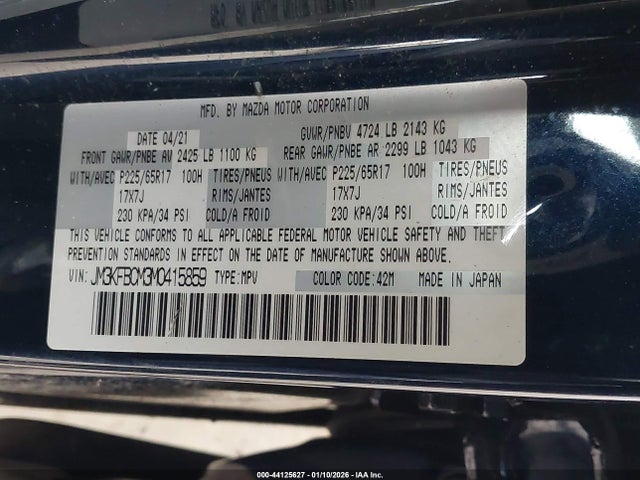 MFD. BY MAZDA MOTOR CORPORATION
DATE 04/21 GVWR/PNBV 4724 LB 2143 KG
FRONT GAWR/PNBE AV 2425 LB 1100 KG REAR GAWR/PNBE AR 2299 LB 1043 KG
WITH/AVEC P225/65R17 100H TIRES/PNEUS WITH/AVEC P225/65R17 100H TIRES/PNEUS
17X7J RIMS/JANTES 17X7J RIMS/JANTES
230 KPA/34 PSI COLD/A FROID 230 KPA/34 PSI COLD/A FROID
THIS VEHICLE CONFORMS TO ALL APPLICABLE FEDERAL MOTOR VEHICLE SAFETY AND THEFT
PREVENTION STANDARDS IN EFFECT ON THE DATE OF MANUFACTURE SHOWN ABOVE.
VIN: JM3KFBCM3M0415859 TYPE:MPV COLOR CODE:42M MADE IN JAPAN
000-44125627 - 01/10/2026 - IAAI.COM